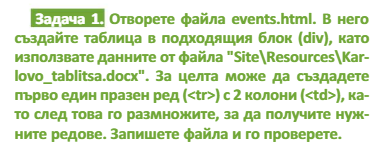 Задача 1. Отворете файла events.html. В него
създайте таблица в подходящия блок (div), като
използвате данните от файла "Site\Resources\Kar-
lovo_tablitsa.docx". За целта може да създадете
първо един празен ред (<tr>) с 2 колони (<td>), ка-
то след това го размножите, за да получите нуж-
ните редове. Запишете файла и го проверете.